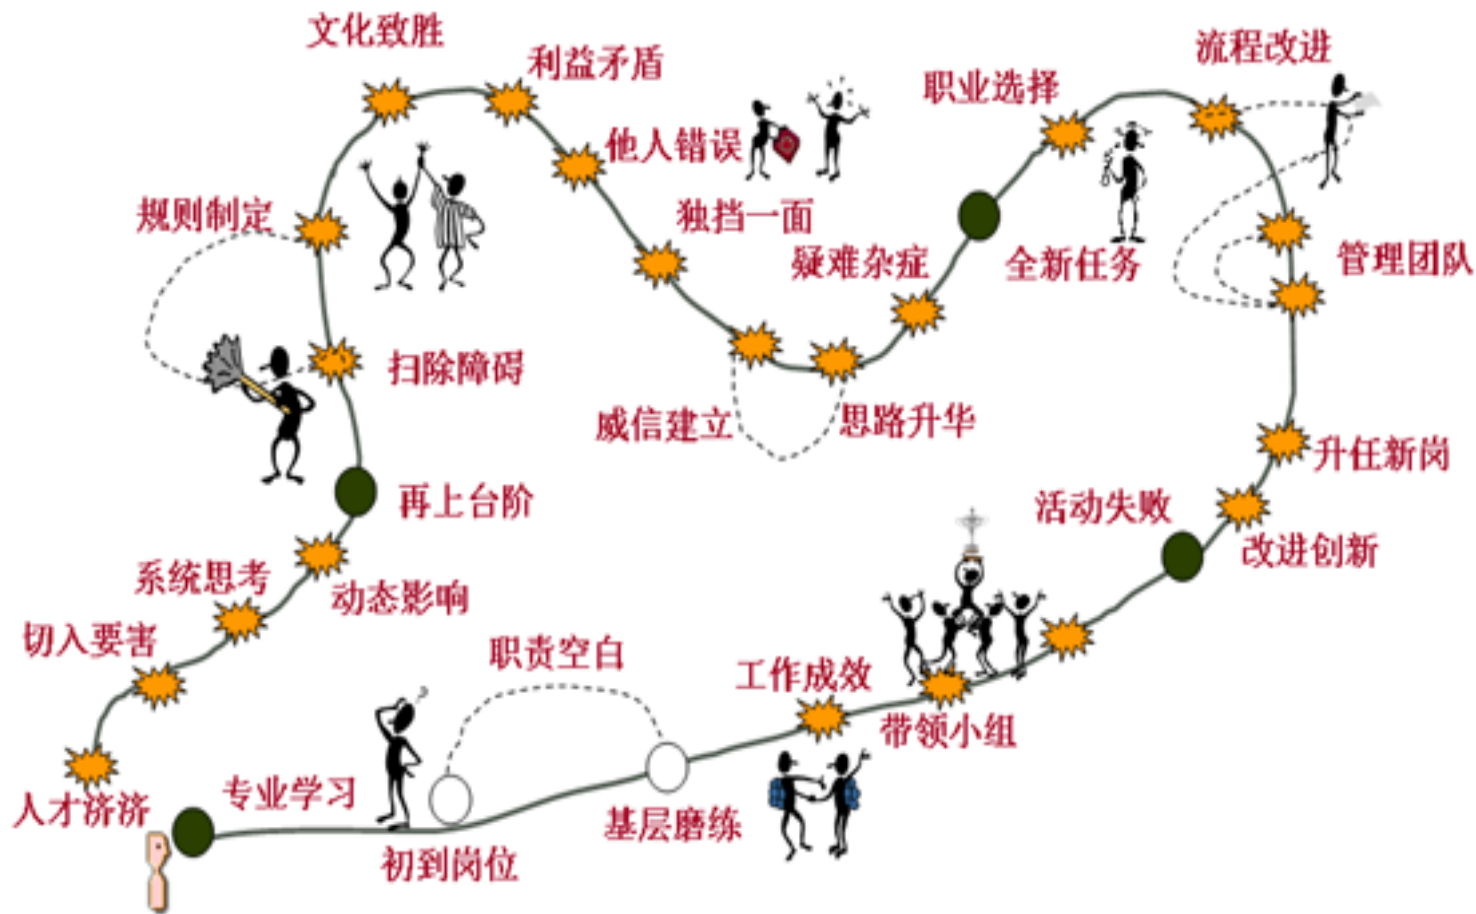 文化致胜
利益矛盾
流程改进
职业选择
他人错误
规则制定
独挡一面
疑难杂症
全新任务
管理团队
扫除障碍
威信建立
思路升华
升任新岗
再上台阶
活动失败
改进创新
系统思考
动态影响
切入要害
职责空白
工作成效
带领小组
人才济济
专业学习
基层磨练
初到岗位